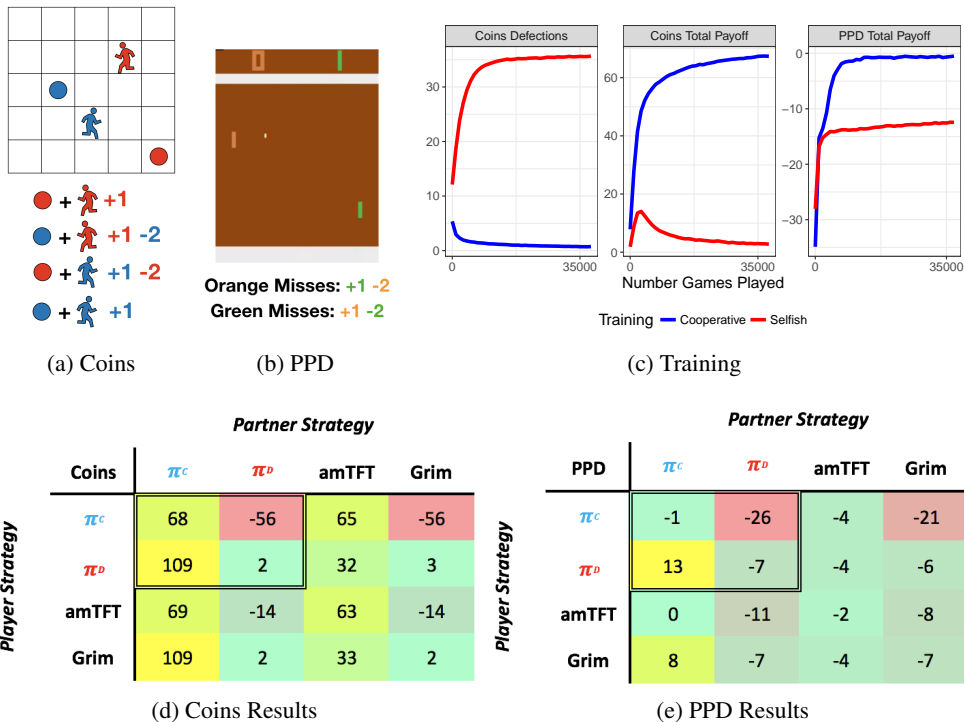 + +1
+ +1 -2
+ +1 -2
+ +1
(a) Coins
Orange Misses: +1 -2
Green Misses: +1 -2
(b) PPD
Coins Defections
Coins Total Payoff
PPD Total Payoff
30
20
10
0
60
40
20
0
0
−10
−20
−30
0 35000
0 35000
0 35000
Number Games Played
Training Cooperative Selfish
(c) Training
Partner Strategy
Player Strategy
Coins πC πD amTFT Grim
πC 68 -56 65 -56
πD 109 2 32 3
amTFT 69 -14 63 -14
Grim 109 2 33 2
(d) Coins Results
Partner Strategy
Player Strategy
PPD πC πD amTFT Grim
πC -1 -26 -4 -21
πD 13 -7 -4 -6
amTFT 0 -11 -2 -8
Grim 8 -7 -4 -7
(e) PPD Results